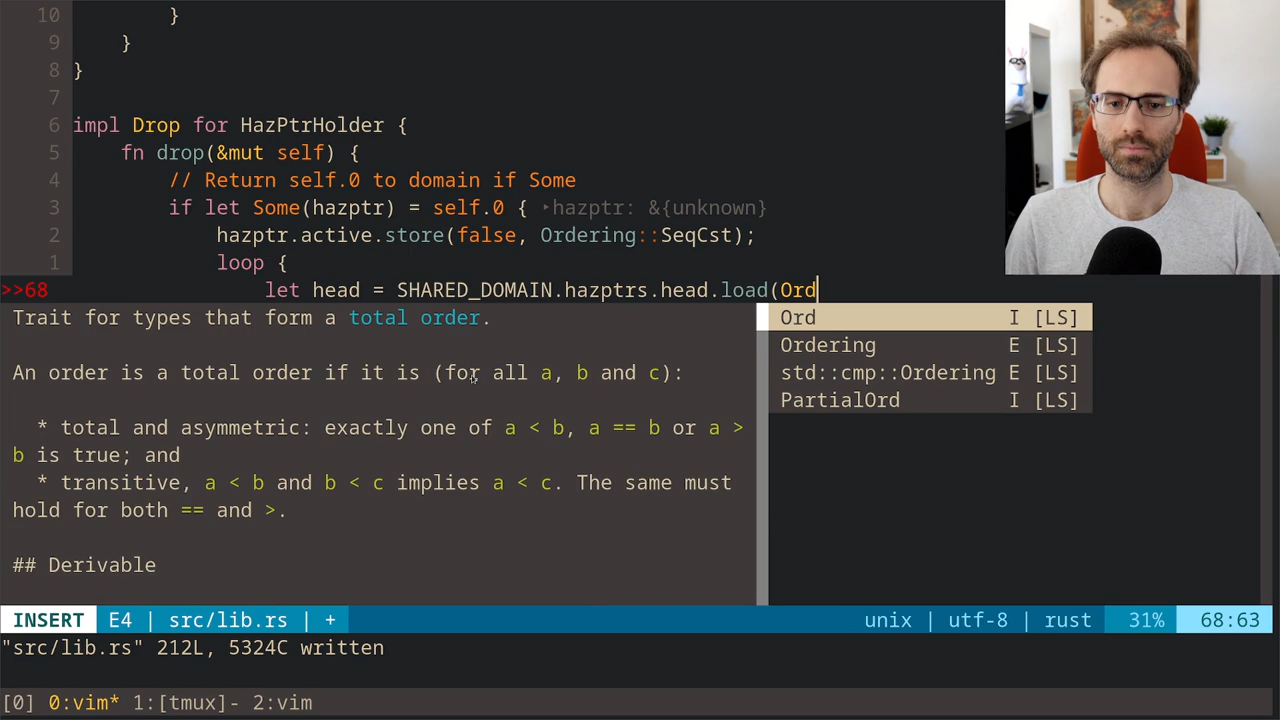 10 }
9 }
8 }
7
6 impl Drop for HazPtrHolder {
5 fn drop(&mut self) {
4 // Return self.0 to domain if Some
3 if let Some(hazptr) = self.0 { ‣hazptr: &{unknown}
2 hazptr.active.store(false, Ordering::SeqCst);
1 loop {
>>68 let head = SHARED_DOMAIN.hazptrs.head.load(Ord
Trait for types that form a total order.
An order is a total order if it is (for all a, b and c):
* total and asymmetric: exactly one of a < b, a == b or a >
b is true; and
* transitive, a < b and b < c implies a < c. The same must
hold for both == and >.
## Derivable
Ord I [LS]
Ordering E [LS]
std::cmp::Ordering E [LS]
PartialOrd I [LS]
INSERT E4 | src/lib.rs | + unix | utf-8 | rust 31% 68:63
"src/lib.rs" 212L, 5324C written
[0] 0:vim* 1:[tmux]- 2:vim